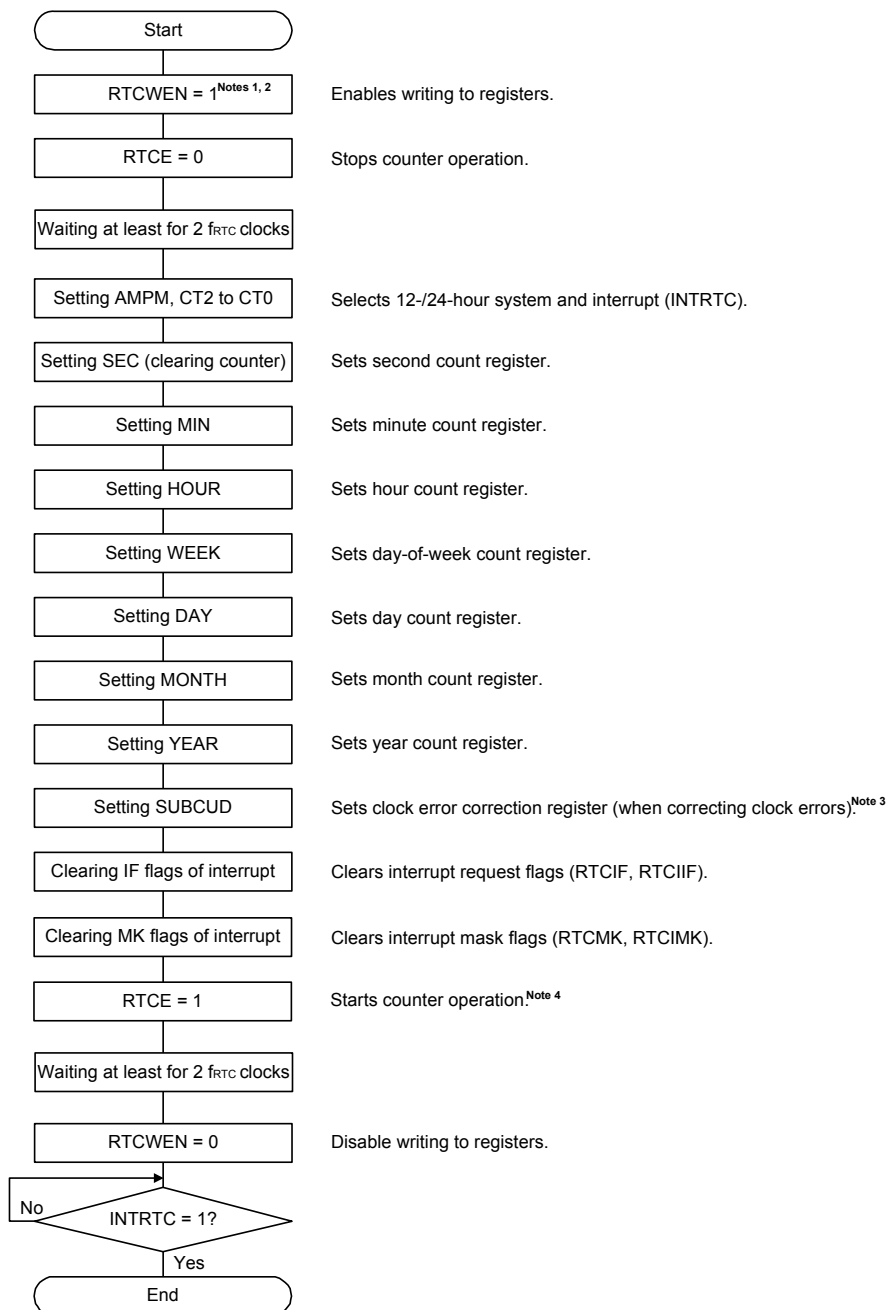 Start
RTCWEN = 1Notes 1, 2 Enables writing to registers.
RTCE = 0 Stops counter operation.
Waiting at least for 2 fRTC clocks
Setting AMPM, CT2 to CT0 Selects 12-/24-hour system and interrupt (INTRTC).
Setting SEC (clearing counter) Sets second count register.
Setting MIN Sets minute count register.
Setting HOUR Sets hour count register.
Setting WEEK Sets day-of-week count register.
Setting DAY Sets day count register.
Setting MONTH Sets month count register.
Setting YEAR Sets year count register.
Setting SUBCUD Sets clock error correction register (when correcting clock errors).Note 3
Clearing IF flags of interrupt Clears interrupt request flags (RTCIF, RTCIIF).
Clearing MK flags of interrupt Clears interrupt mask flags (RTCMK, RTCIMK).
RTCE = 1 Starts counter operation.Note 4
Waiting at least for 2 fRTC clocks
RTCWEN = 0 Disable writing to registers.
No
INTRTC = 1?
Yes
End